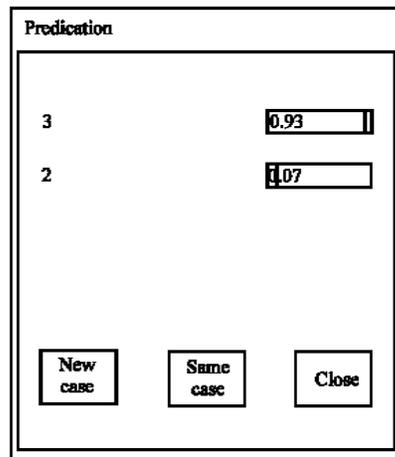 Predication
3 0.93
2 0.07
New case
Same case
Close